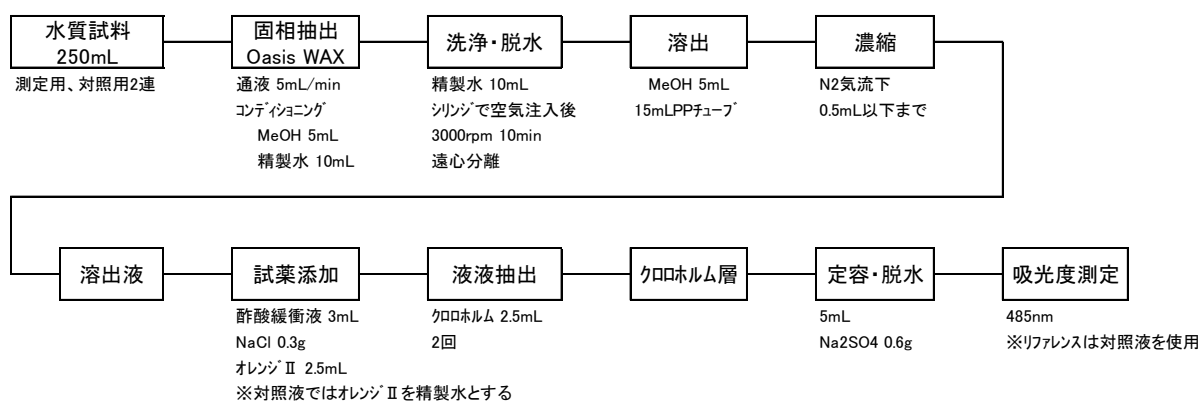 水質試料
250mL
測定用、対照用2連
固相抽出
Oasis WAX
通液 5mL/min
ｺﾝﾃﾞｨｼｮﾆﾝｸﾞ
MeOH 5mL
精製水 10mL
洗浄・脱水
精製水 10mL
ｼﾘﾝｼﾞで空気注入後
3000rpm 10min
遠心分離
溶出
MeOH 5mL
15mLPPﾁｭｰﾌﾞ
濃縮
N2気流下
0.5mL以下まで
溶出液
試薬添加
酢酸緩衝液 3mL
NaCl 0.3g
ｵﾚﾝｼﾞⅡ 2.5mL
※対照液ではｵﾚﾝｼﾞⅡを精製水とする
液液抽出
ｸﾛﾛﾎﾙﾑ 2.5mL
2回
ｸﾛﾛﾎﾙﾑ層
定容・脱水
5mL
Na2SO4 0.6g
吸光度測定
485nm
※ﾘﾌｧﾚﾝｽは対照液を使用